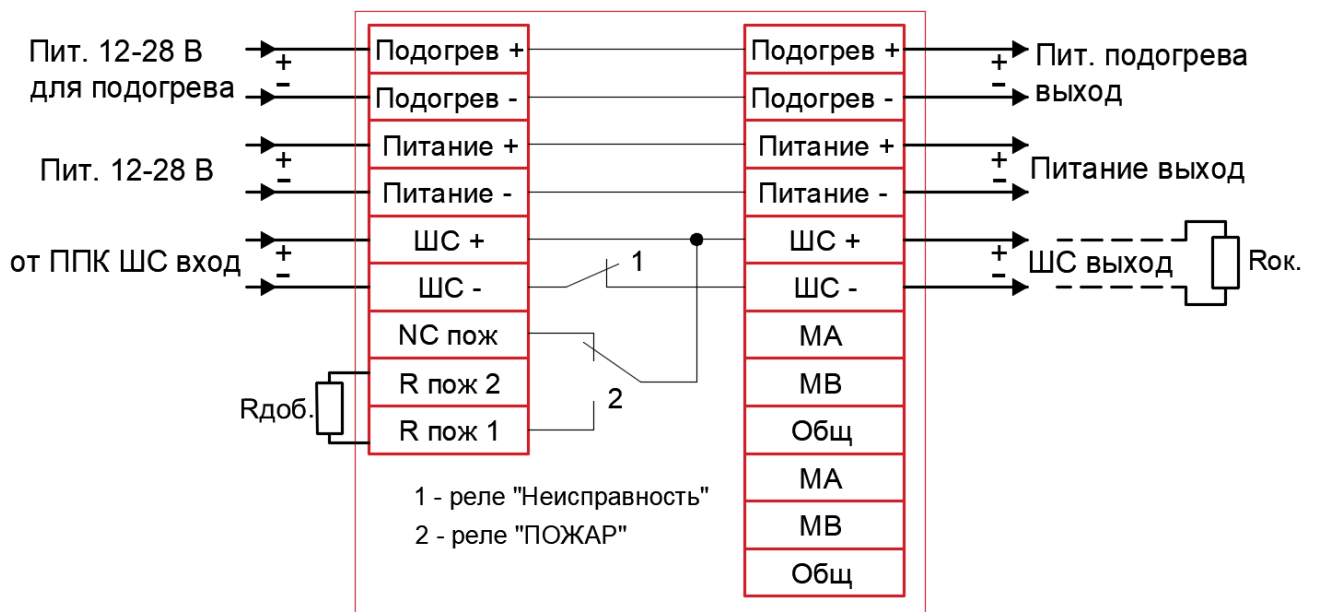 Пит. 12-28 В
для подогрева
+
-
Пит. 12-28 В
+
-
от ППК ШС вход
+
-
Rдоб.
Подогрев +
Подогрев -
Питание +
Питание -
ШС +
ШС -
NC пож
R пож 2
R пож 1
1
2
1 - реле "Неисправность"
2 - реле "ПОЖАР"
Подогрев +
Подогрев -
Питание +
Питание -
ШС +
ШС -
МА
МВ
Общ
МА
МВ
Общ
+
-
Пит. подогрева
выход
+
-
Питание выход
+
-
ШС выход
Rок.